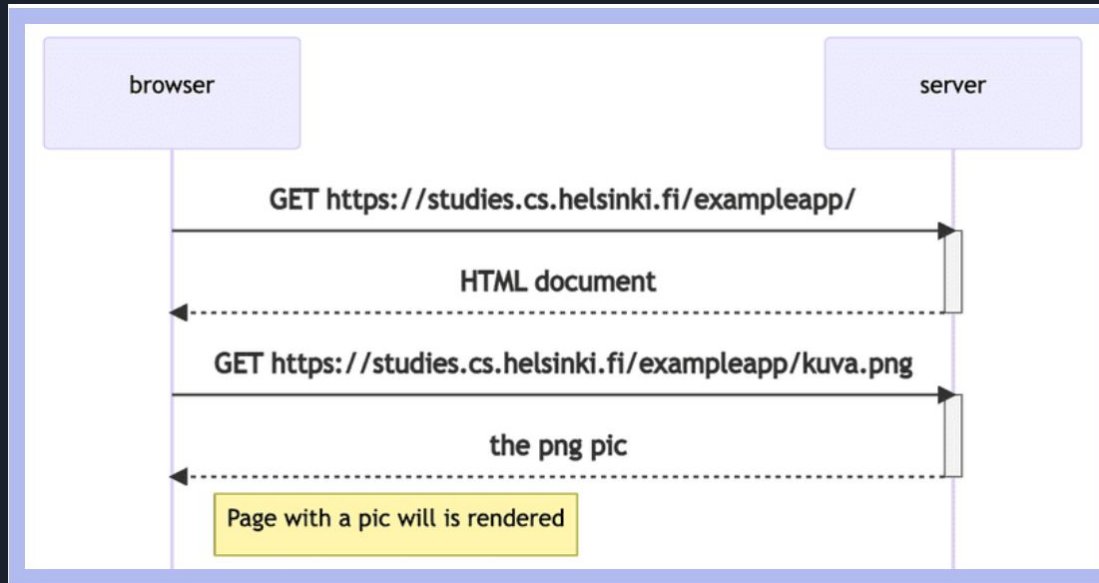 browser
server
GET https://studies.cs.helsinki.fi/exampleapp/
HTML document
GET https://studies.cs.helsinki.fi/exampleapp/kuva.png
the png pic
Page with a pic will is rendered